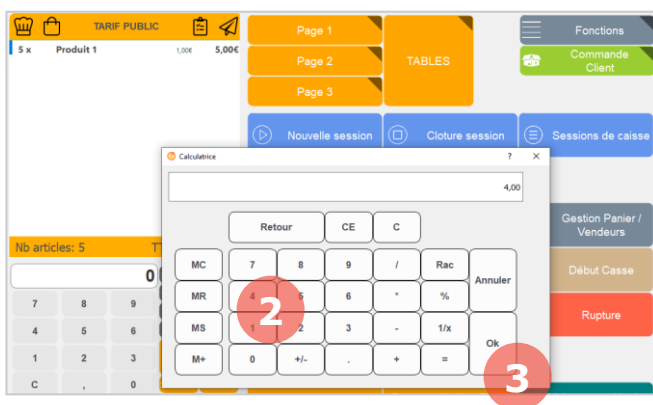 TARIF PUBLIC
5 x Produit 1 1,00€ 5,00€
Page 1
Page 2
Page 3
TABLES
Fonctions
Commande
Client
Nouvelle session
Cloture session
Sessions de caisse
Calculatrice ? ×
4,00
Retour CE C
MC 7 8 9 / Rac Annuler
MR 4 5 6 * % 
MS 1 2 3 - 1/x Ok
M+ 0 +/- . + =
2
3
Nb articles: 5 T
0
7 8 9
4 5 6
1 2 3
C , 0
Gestion Panier /
Vendeurs
Début Casse
Rupture